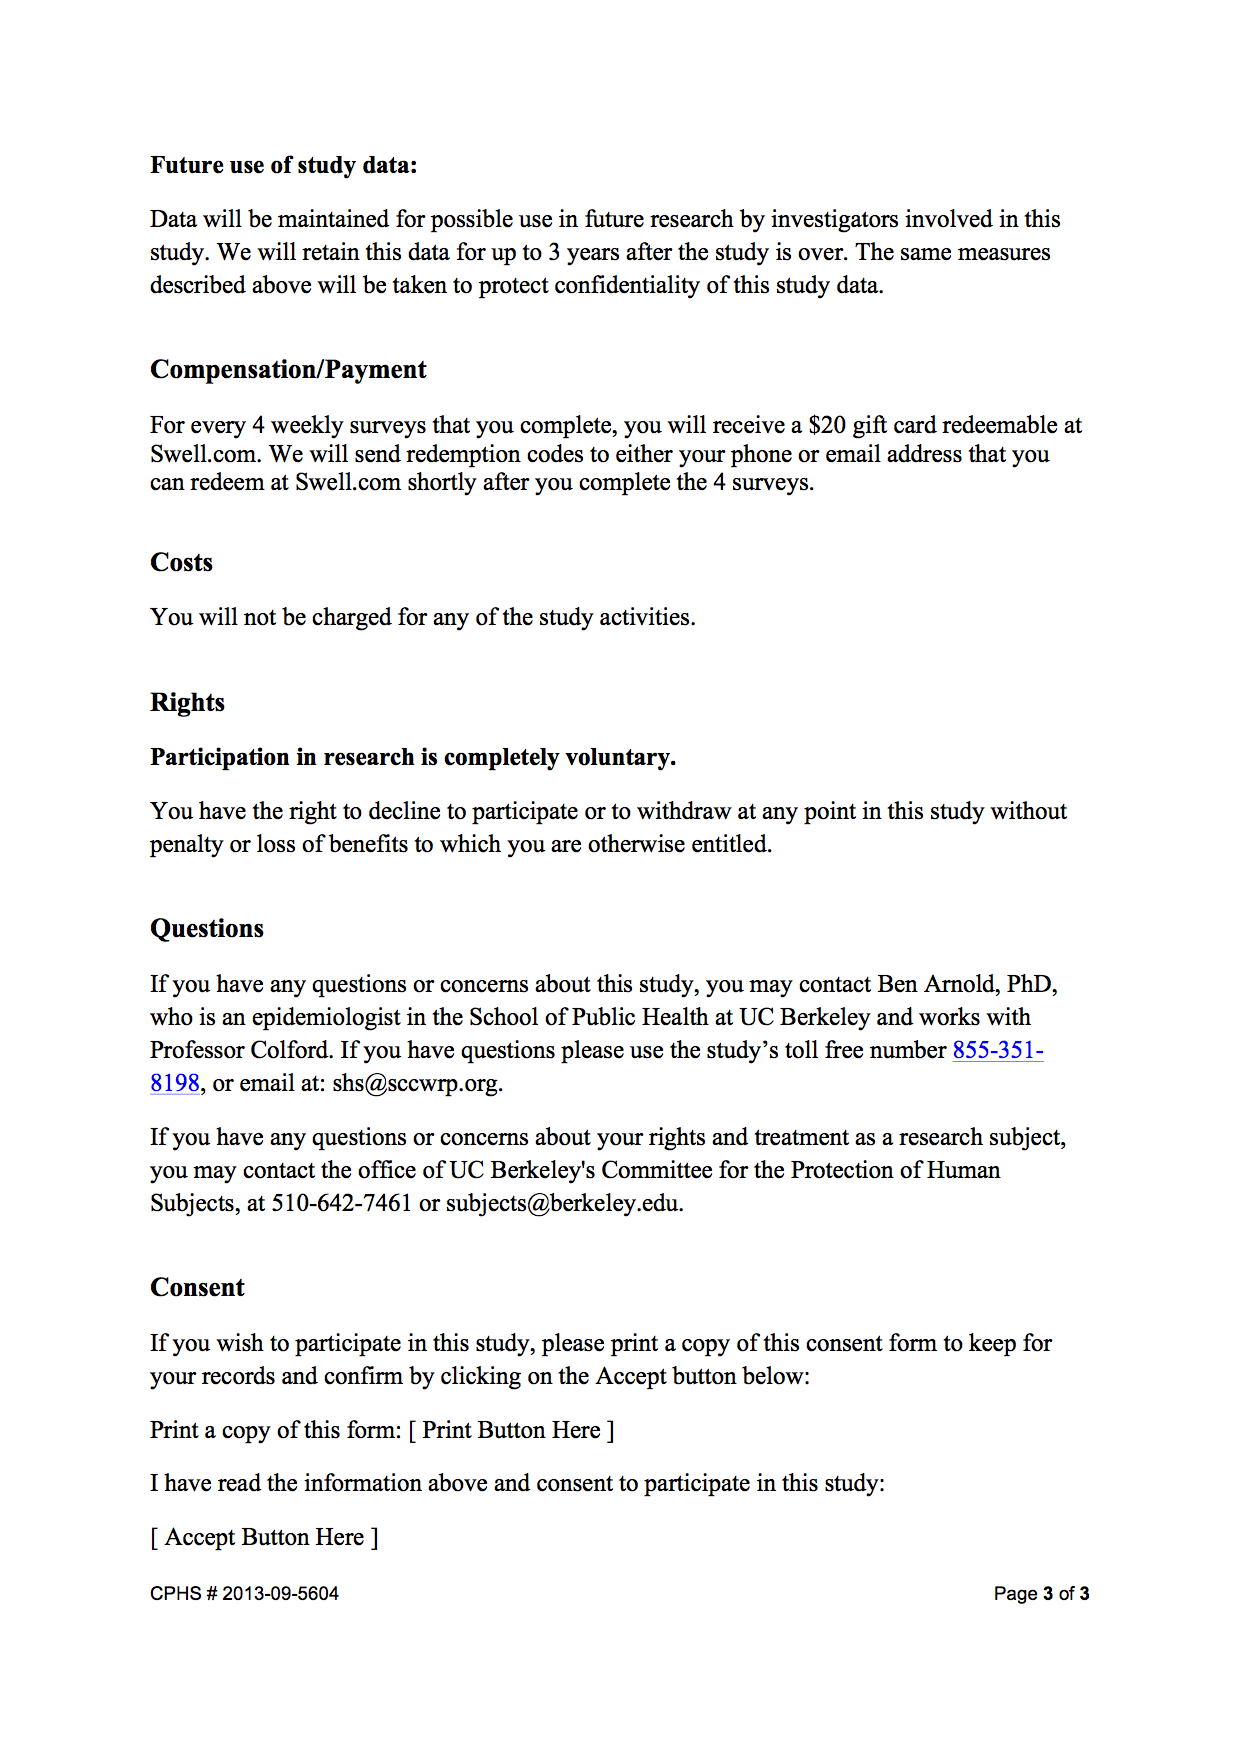 Future use of study data:
Data will be maintained for possible use in future research by investigators involved in this
study. We will retain this data for up to 3 years after the study is over. The same measures
described above will be taken to protect confidentiality of this study data.
Compensation/Payment
For every 4 weekly surveys that you complete, you will receive a $20 gift card redeemable at
Swell.com. We will send redemption codes to either your phone or email address that you
can redeem at Swell.com shortly after you complete the 4 surveys.
Costs
You will not be charged for any of the study activities.
Rights
Participation in research is completely voluntary.
You have the right to decline to participate or to withdraw at any point in this study without
penalty or loss of benefits to which you are otherwise entitled.
Questions
If you have any questions or concerns about this study, you may contact Ben Arnold, PhD,
who is an epidemiologist in the School of Public Health at UC Berkeley and works with
Professor Colford. If you have questions please use the study’s toll free number 855-351-
8198, or email at: shs@sccwrp.org.
If you have any questions or concerns about your rights and treatment as a research subject,
you may contact the office of UC Berkeley's Committee for the Protection of Human
Subjects, at 510-642-7461 or subjects@berkeley.edu.
Consent
If you wish to participate in this study, please print a copy of this consent form to keep for
your records and confirm by clicking on the Accept button below:
Print a copy of this form: [ Print Button Here ]
I have read the information above and consent to participate in this study:
[ Accept Button Here ]
CPHS # 2013-09-5604 Page 3 of 3